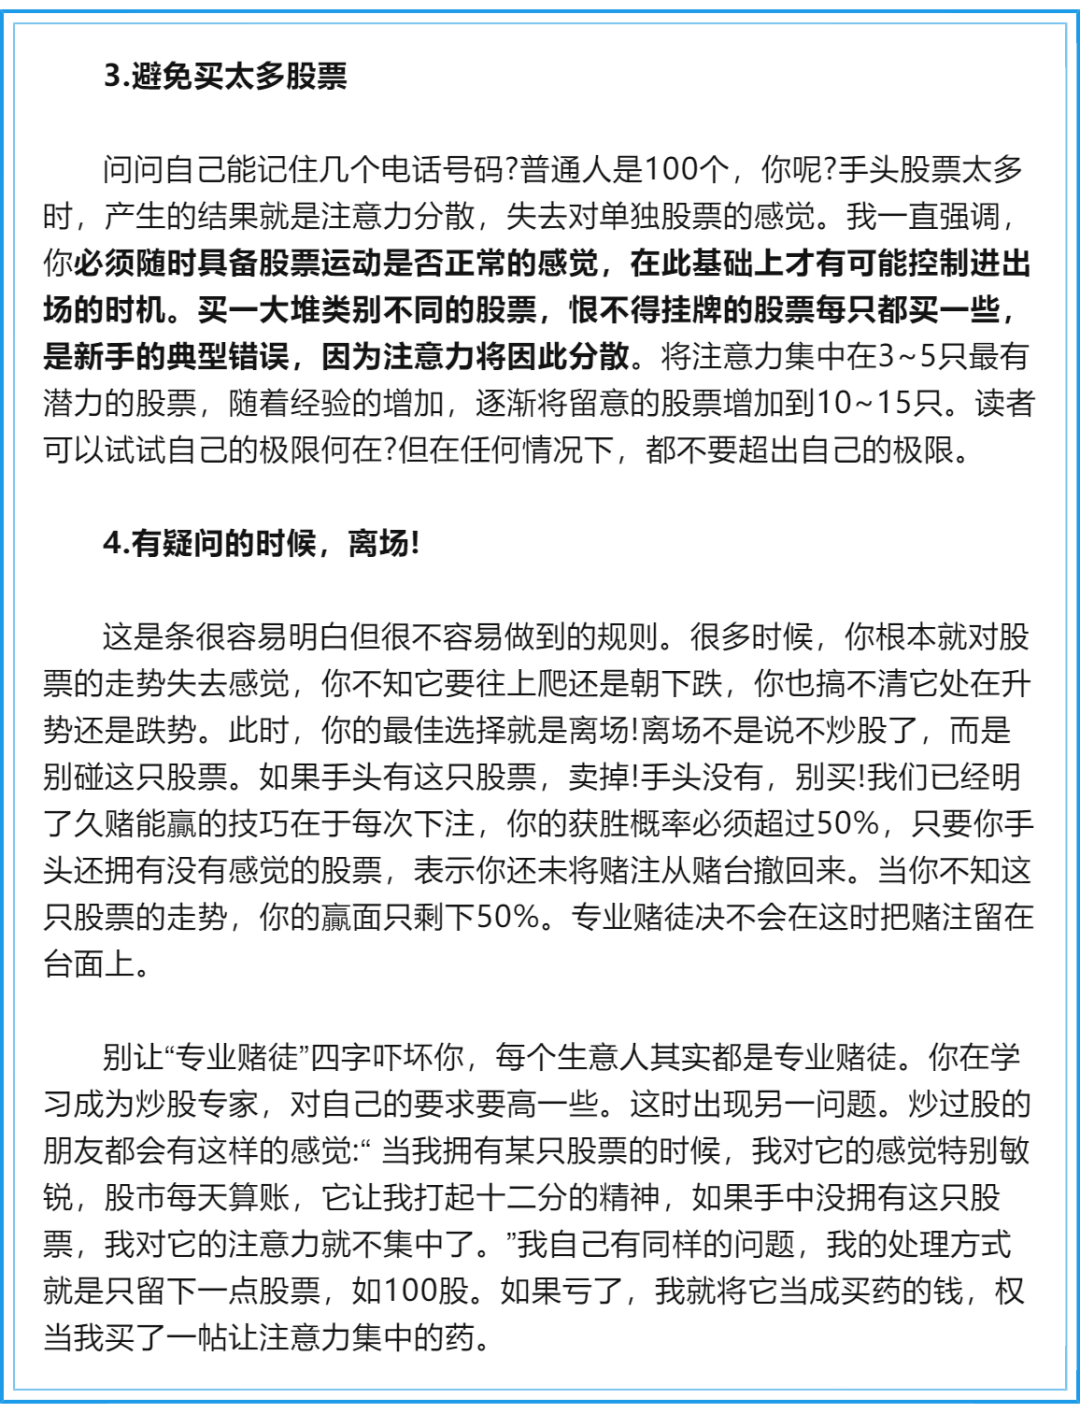 3.避免买太多股票
问问自己能记住几个电话号码?普通人是100个，你呢?手头股票太多
时，产生的结果就是注意力分散，失去对单独股票的感觉。我一直强调，
你必须随时具备股票运动是否正常的感觉，在此基础上才有可能控制进出
场的时机。买一大堆类别不同的股票，恨不得挂牌的股票每只都买一些，
是新手的典型错误，因为注意力将因此分散。将注意力集中在3~5只最有
潜力的股票，随着经验的增加，逐渐将留意的股票增加到10~15只。读者
可以试试自己的极限何在?但在任何情况下，都不要超出自己的极限。
4.有疑问的时候，离场!
这是条很容易明白但很不容易做到的规则。很多时候，你根本就对股
票的走势失去感觉，你不知它要往上爬还是朝下跌，你也搞不清它处在升
势还是跌势。此时，你的最佳选择就是离场!离场不是说不炒股了，而是
别碰这只股票。如果手头有这只股票，卖掉!手头没有，别买!我们已经明
了久赌能赢的技巧在于每次下注，你的获胜概率必须超过50%，只要你手
头还拥有没有感觉的股票，表示你还未将赌注从赌台撤回来。当你不知这
只股票的走势，你的赢面只剩下50%。专业赌徒决不会在这时把赌注留在
台面上。
别让“专业赌徒”四字吓坏你，每个生意人其实都是专业赌徒。你在学
习成为炒股专家，对自己的要求要高一些。这时出现另一问题。炒过股的
朋友都会有这样的感觉:“ 当我拥有某只股票的时候，我对它的感觉特别敏
锐，股市每天算账，它让我打起十二分的精神，如果手中没拥有这只股
票，我对它的注意力就不集中了。”我自己有同样的问题，我的处理方式
就是只留下一点股票，如100股。如果亏了，我就将它当成买药的钱，权
当我买了一帖让注意力集中的药。